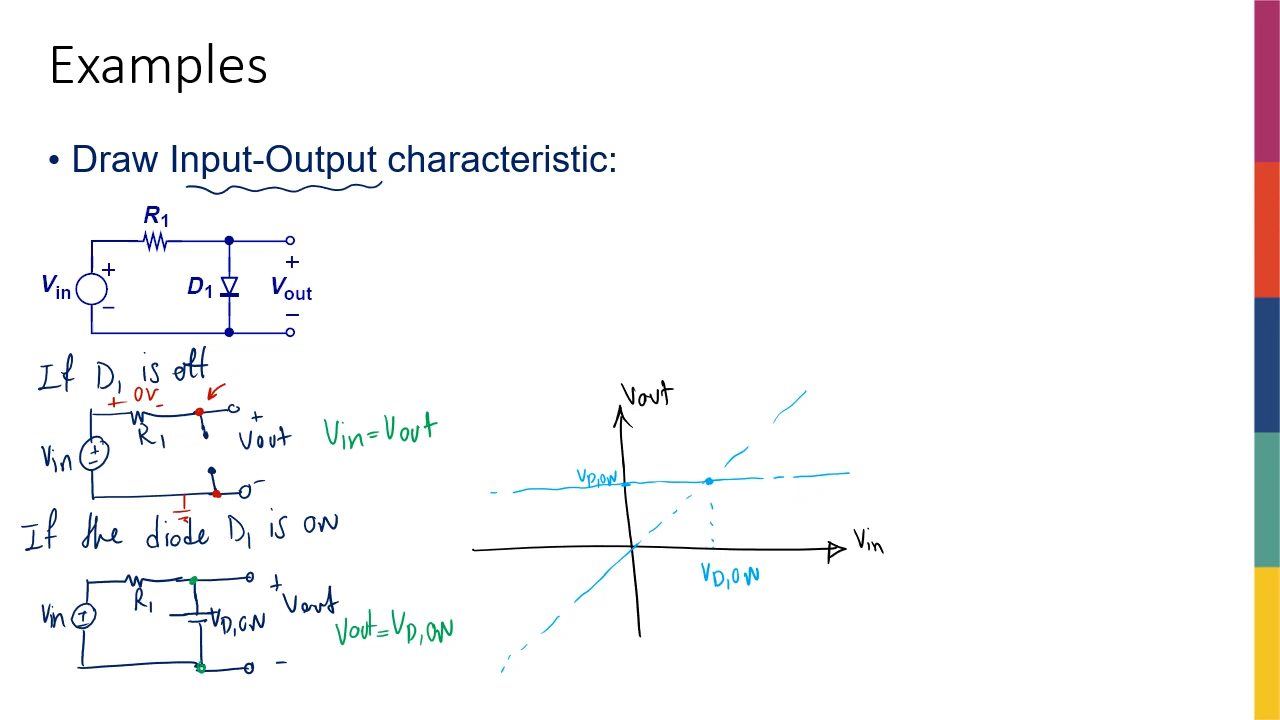 Examples
• Draw Input-Output characteristic:
R1
Vin
+
−
D1
+
Vout
−
If D1 is off
+ 0V -
R1
Vin
+
-
+
Vout
-
Vin = Vout
If the diode D1 is ON
Vin
+
R1
VD,ON
+
Vout
-
Vout = VD,ON
Vout
VD,ON
Vin
VD,ON